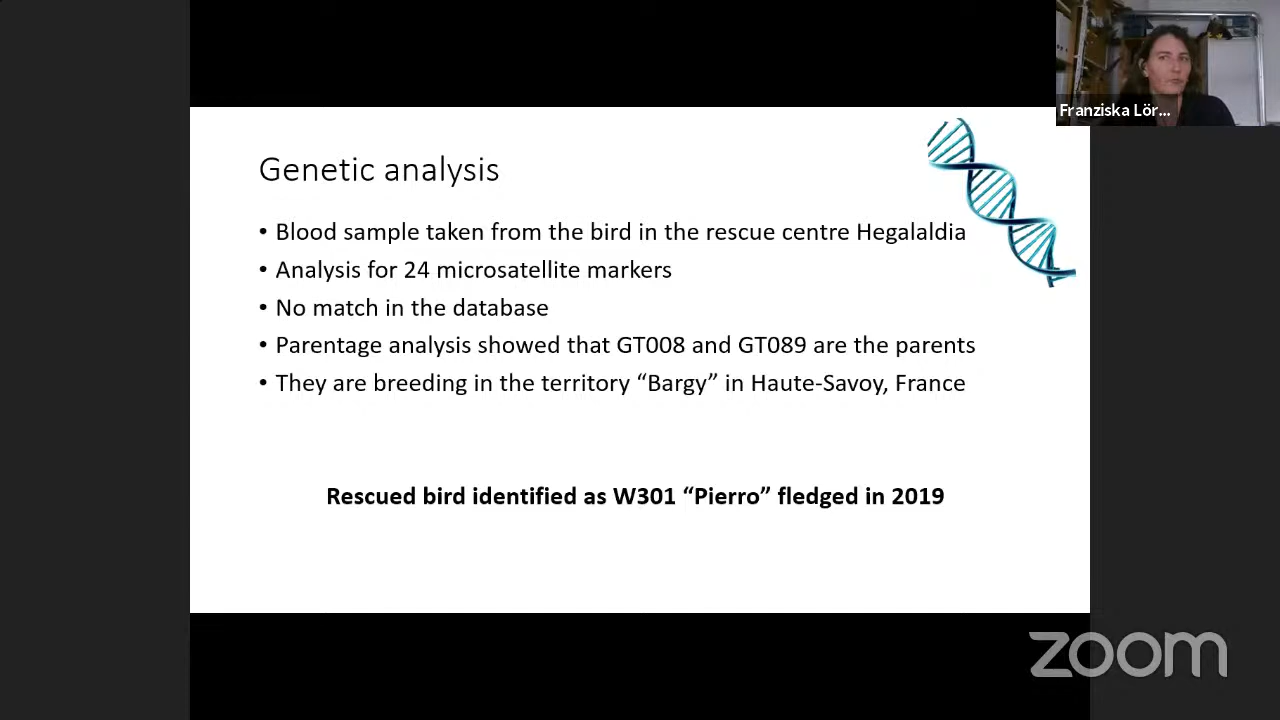 Franziska Lör...
Genetic analysis
• Blood sample taken from the bird in the rescue centre Hegalaldia
• Analysis for 24 microsatellite markers
• No match in the database
• Parentage analysis showed that GT008 and GT089 are the parents
• They are breeding in the territory “Bargy” in Haute-Savoy, France
Rescued bird identified as W301 “Pierro” fledged in 2019
zoom